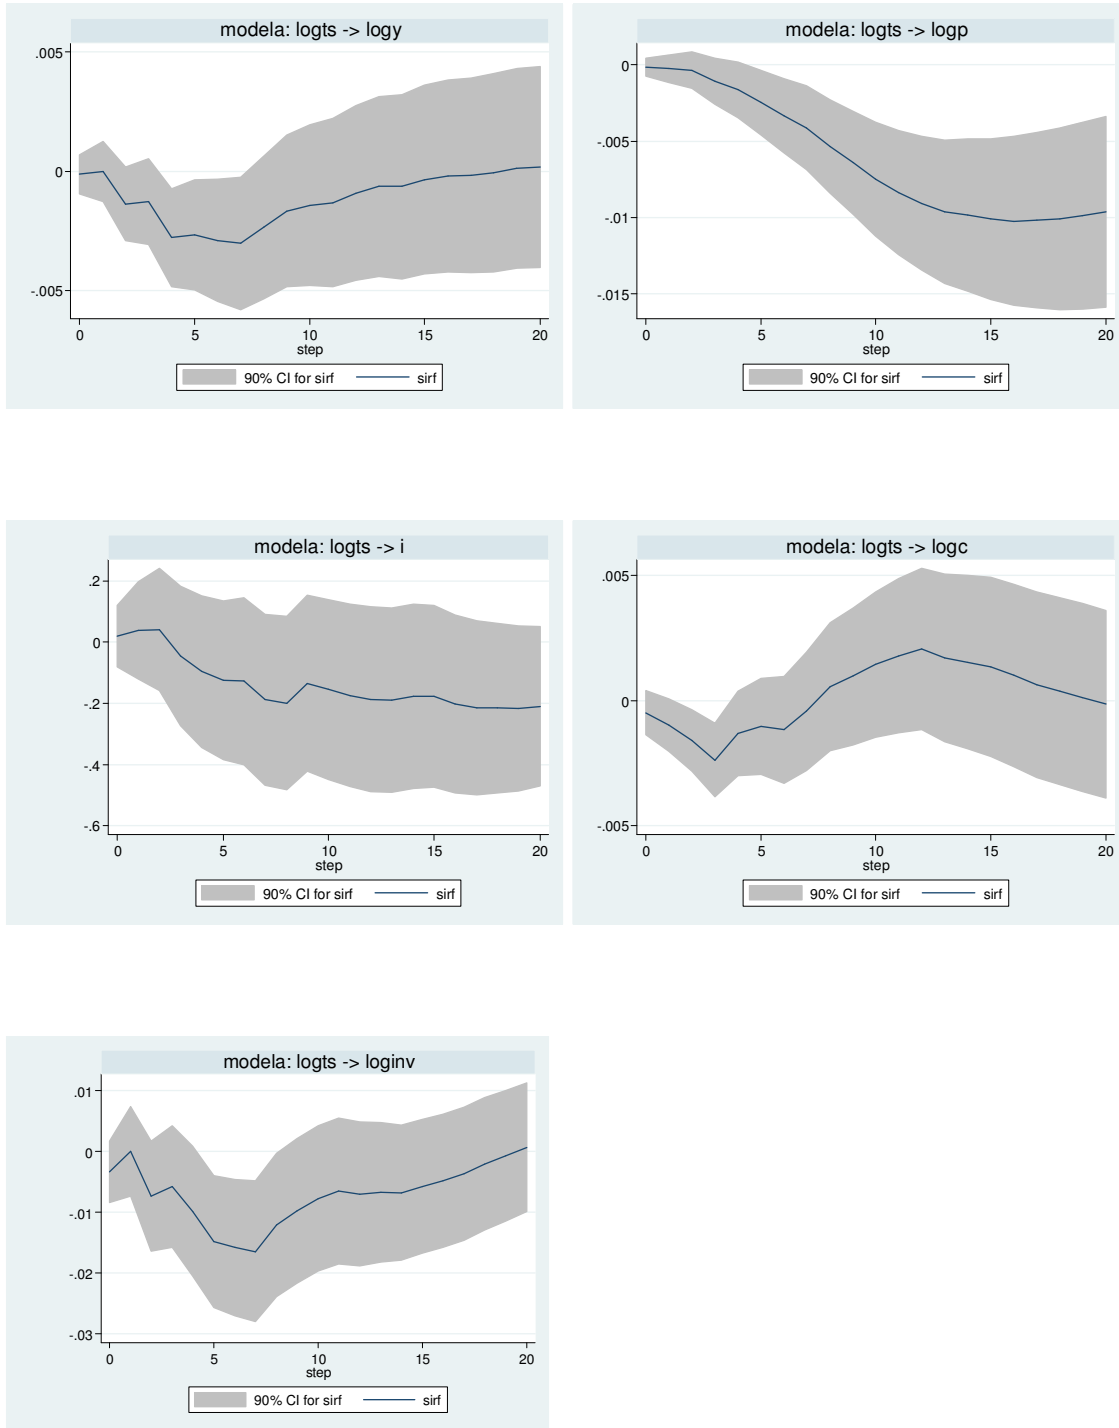 modela: logts -> logy
.005
0
-.005
0 5 10 15 20
step
90% CI for sirf sirf
modela: logts -> logp
0
-.005
-.01
-.015
0 5 10 15 20
step
90% CI for sirf sirf
modela: logts -> i
.2
0
-.2
-.4
-.6
0 5 10 15 20
step
90% CI for sirf sirf
modela: logts -> logc
.005
0
-.005
0 5 10 15 20
step
90% CI for sirf sirf
modela: logts -> loginv
.01
0
-.01
-.02
-.03
0 5 10 15 20
step
90% CI for sirf sirf